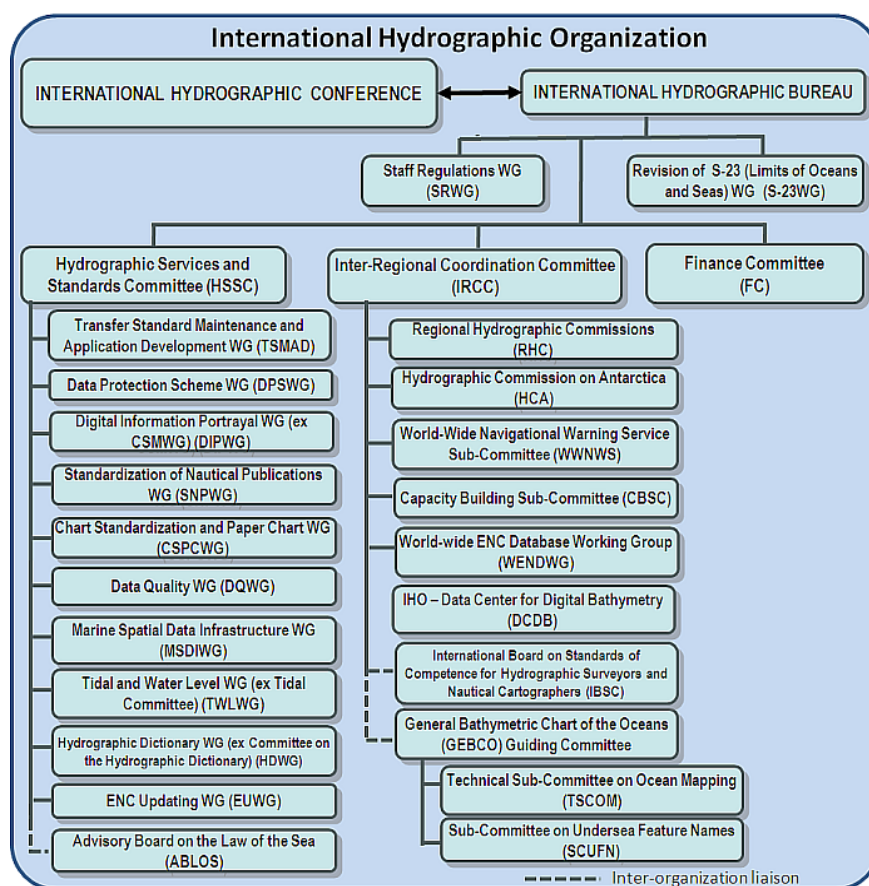 International Hydrographic Organization
INTERNATIONAL HYDROGRAPHIC CONFERENCE
INTERNATIONAL HYDROGRAPHIC BUREAU
Staff Regulations WG
(SRWG)
Revision of S-23 (Limits of Oceans
and Seas) WG (S-23WG)
Hydrographic Services and
Standards Committee (HSSC)
Inter-Regional Coordination Committee
(IRCC)
Finance Committee
(FC)
Transfer Standard Maintenance and
Application Development WG (TSMAD)
Data Protection Scheme WG (DPSWG)
Digital Information Portrayal WG (ex
CSMWG) (DIPWG)
Standardization of Nautical Publications
WG (SNPWG)
Chart Standardization and Paper Chart WG
(CSPCWG)
Data Quality WG (DQWG)
Marine Spatial Data Infrastructure WG
(MSDIWG)
Tidal and Water Level WG (ex Tidal
Committee) (TWLWG)
Hydrographic Dictionary WG (ex Committee on
the Hydrographic Dictionary) (HDWG)
ENC Updating WG (EUWG)
Advisory Board on the Law of the Sea
(ABLOS)
Regional Hydrographic Commissions
(RHC)
Hydrographic Commission on Antarctica
(HCA)
World-Wide Navigational Warning Service
Sub-Committee (WWNWS)
Capacity Building Sub-Committee (CBSC)
World-wide ENC Database Working Group
(WENDWG)
IHO – Data Center for Digital Bathymetry
(DCDB)
International Board on Standards of
Competence for Hydrographic Surveyors and
Nautical Cartographers (IBSC)
General Bathymetric Chart of the Oceans
(GEBCO) Guiding Committee
Technical Sub-Committee on Ocean Mapping
(TSCOM)
Sub-Committee on Undersea Feature Names
(SCUFN)
Inter-organization liaison